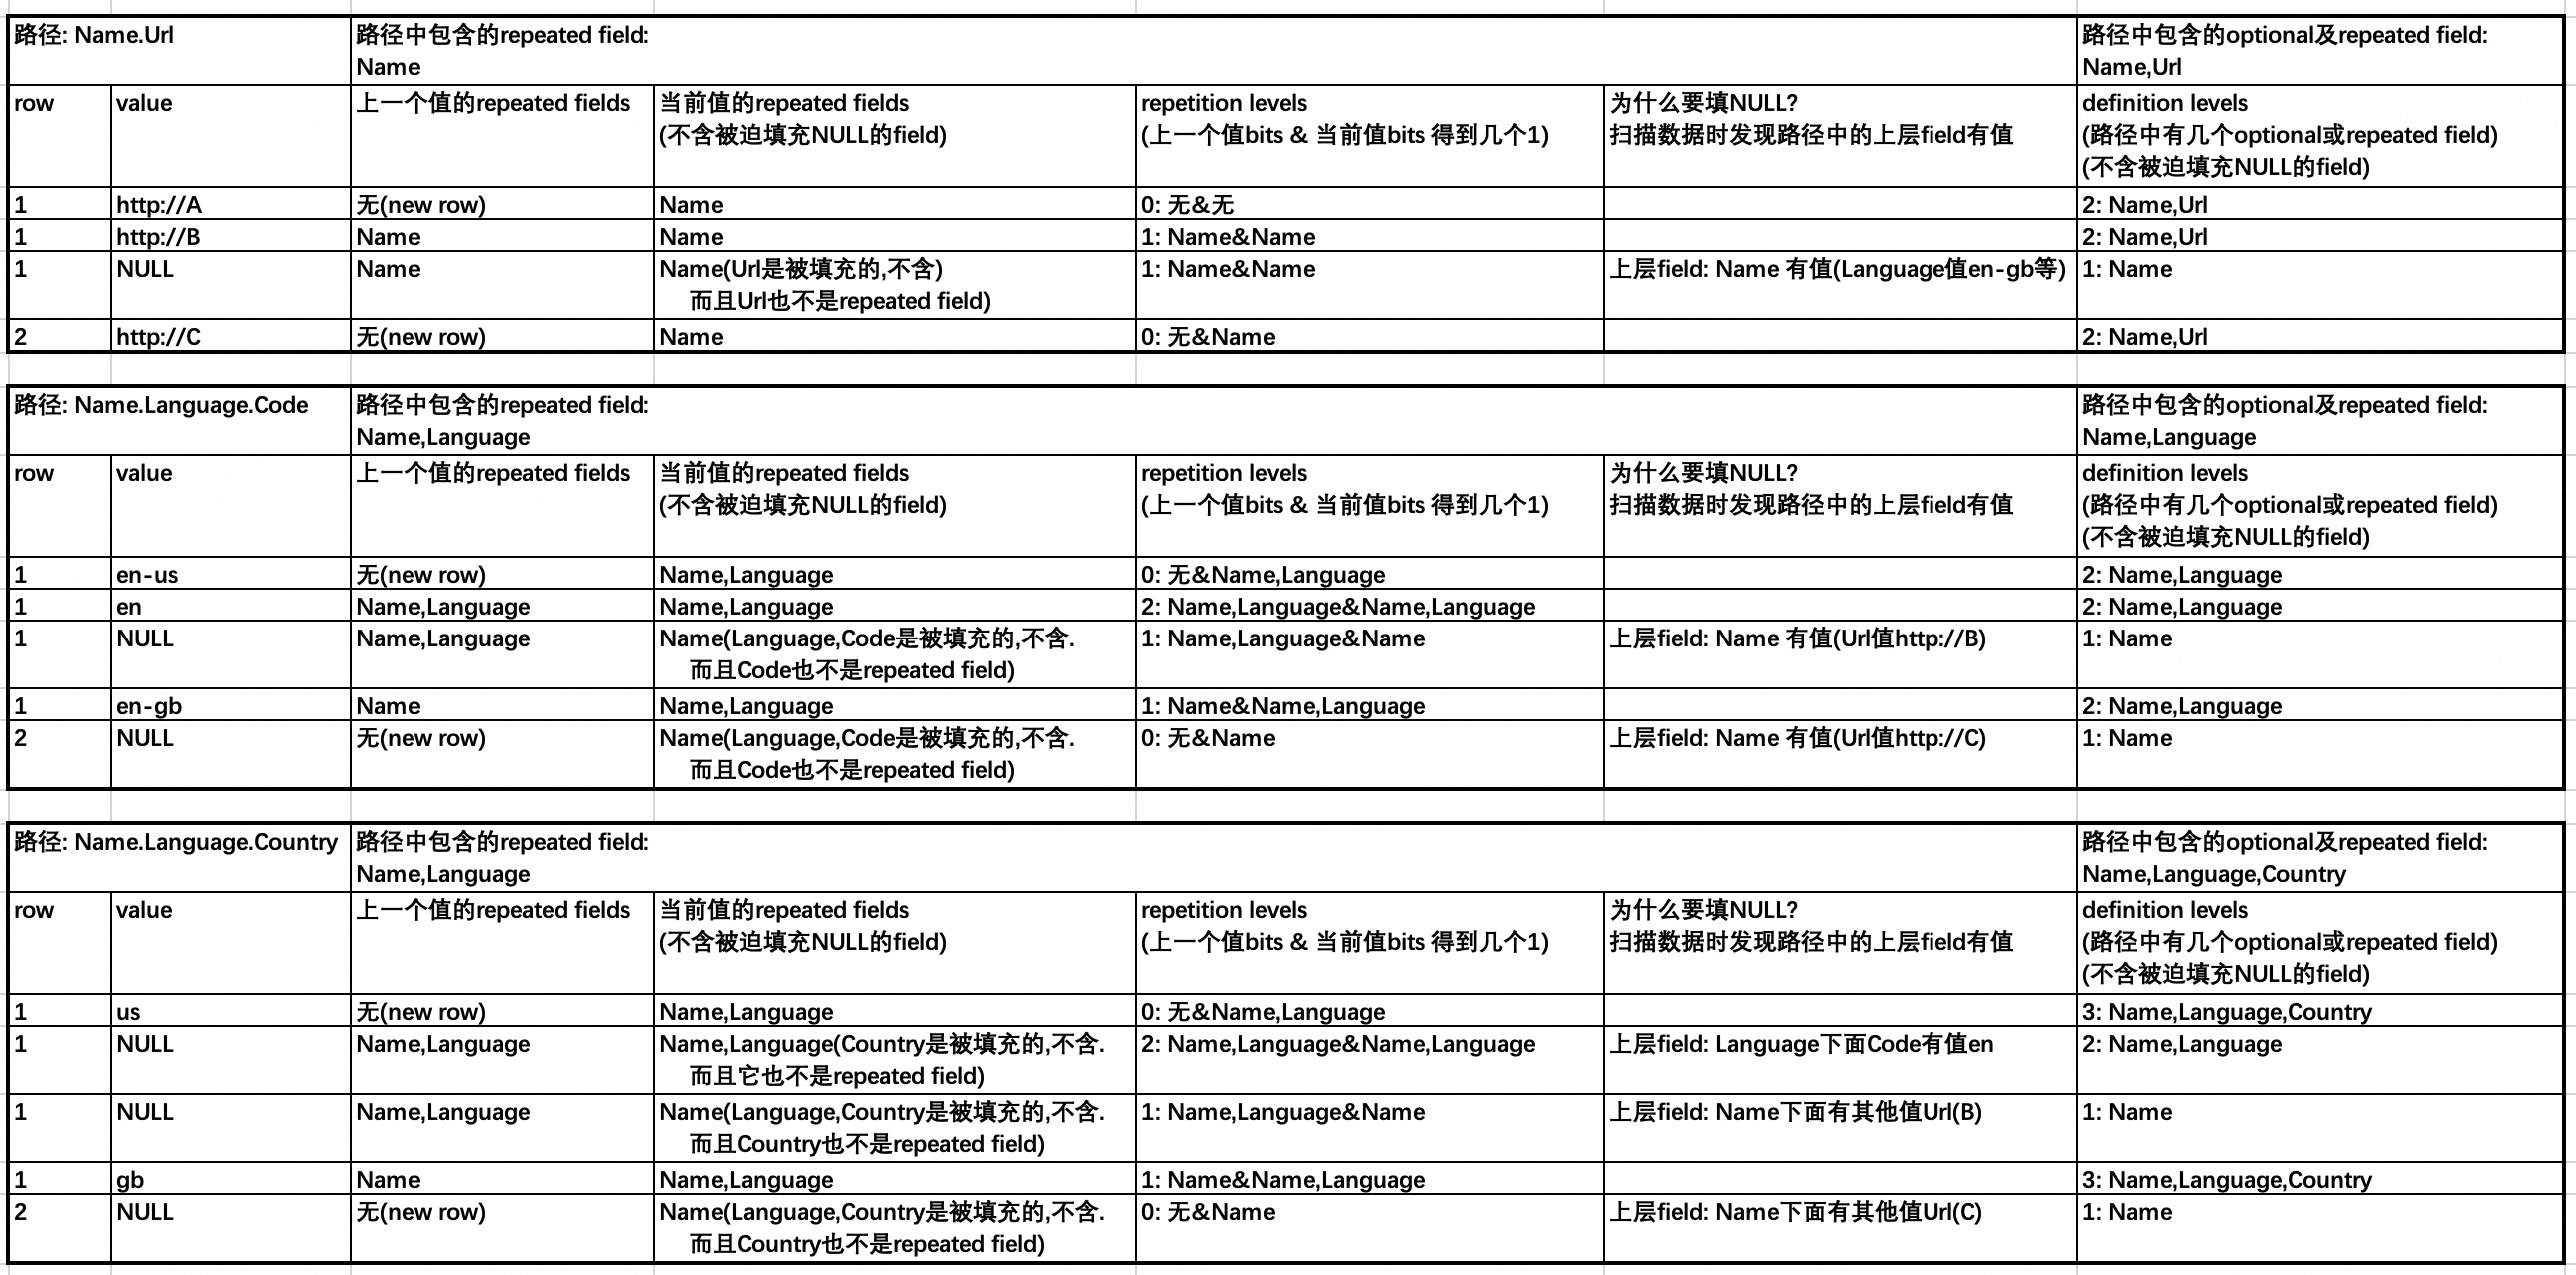 路径: Name.Url 路径中包含的repeated field: 路径中包含的optional及repeated field:
Name Name,Url
row value 上一个值的repeated fields 当前值的repeated fields repetition levels 为什么要填NULL? definition levels
(不含被迫填充NULL的field) (上一个值bits & 当前值bits 得到几个1) 扫描数据时发现路径中的上层field有值 (路径中有几个optional或repeated field)
(不含被迫填充NULL的field)
1 http://A 无(new row) Name 0: 无&无 2: Name,Url
1 http://B Name Name 1: Name&Name 2: Name,Url
1 NULL Name Name(Url是被填充的,不含) 1: Name&Name 上层field: Name 有值(Language值en-gb等) 1: Name
而且Url也不是repeated field)
2 http://C 无(new row) Name 0: 无&Name 2: Name,Url
路径: Name.Language.Code 路径中包含的repeated field: 路径中包含的optional及repeated field:
Name,Language Name,Language
row value 上一个值的repeated fields 当前值的repeated fields repetition levels 为什么要填NULL? definition levels
(不含被迫填充NULL的field) (上一个值bits & 当前值bits 得到几个1) 扫描数据时发现路径中的上层field有值 (路径中有几个optional或repeated field)
(不含被迫填充NULL的field)
1 en-us 无(new row) Name,Language 0: 无&Name,Language 2: Name,Language
1 en Name,Language Name,Language 2: Name,Language&Name,Language 2: Name,Language
1 NULL Name,Language Name(Language,Code是被填充的,不含. 1: Name,Language&Name 上层field: Name 有值(Url值http://B) 1: Name
而且Code也不是repeated field)
1 en-gb Name Name,Language 1: Name&Name,Language 2: Name,Language
2 NULL 无(new row) Name(Language,Code是被填充的,不含. 0: 无&Name 上层field: Name 有值(Url值http://C) 1: Name
而且Code也不是repeated field)
路径: Name.Language.Country 路径中包含的repeated field: 路径中包含的optional及repeated field:
Name,Language Name,Language,Country
row value 上一个值的repeated fields 当前值的repeated fields repetition levels 为什么要填NULL? definition levels
(不含被迫填充NULL的field) (上一个值bits & 当前值bits 得到几个1) 扫描数据时发现路径中的上层field有值 (路径中有几个optional或repeated field)
(不含被迫填充NULL的field)
1 us 无(new row) Name,Language 0: 无&Name,Language 3: Name,Language,Country
1 NULL Name,Language Name,Language(Country是被填充的,不含. 2: Name,Language&Name,Language 上层field: Language下面Code有值en 2: Name,Language
而且它也不是repeated field)
1 NULL Name,Language Name(Language,Country是被填充的,不含. 1: Name,Language&Name 上层field: Name下面有其他值Url(B) 1: Name
而且Country也不是repeated field)
1 gb Name Name,Language 1: Name&Name,Language 3: Name,Language,Country
2 NULL 无(new row) Name(Language,Country是被填充的,不含. 0: 无&Name 上层field: Name下面有其他值Url(C) 1: Name
而且Country也不是repeated field)